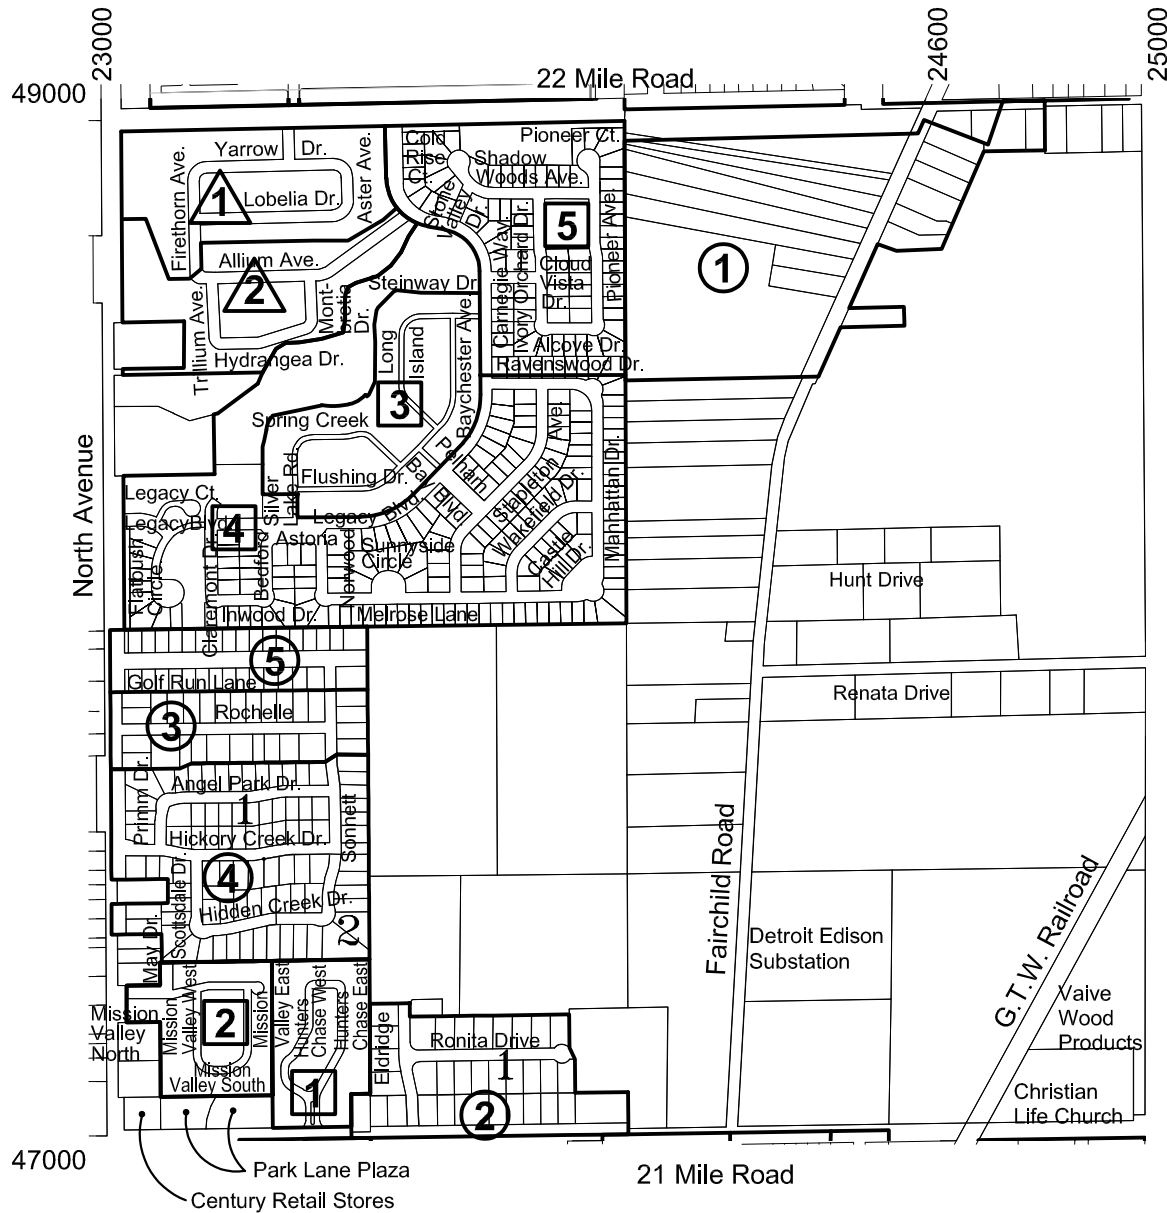 23000
24600
25000
49000
22 Mile Road
Yarrow Dr.
Firethorn Ave.
1
Lobelia Dr.
Aster Ave.
Cold
Rise
Ct.
Pioneer Ct.
Shadow
Woods Ave.
Stone
Valley
Dr.
5
Carnegie Way.
Ivory Orchard Dr.
Pioneer Ave.
1
Allium Ave.
2
Trillium Ave.
Mont-
bretia
Dr.
Steinway Dr.
Cloud
Vista
Dr.
Hydrangea Dr.
Long
Island
Baychester Ave.
Alcove Dr.
Ravenswood Dr.
3
North Avenue
Spring Creek
Flushing Dr.
Bay
Pelham
Blvd
Ave.
Stapleton
Wakefield Dr.
Manhattan Dr.
Legacy Ct.
Legacy Blvd.
4
Silver
Lake Rd
Legacy Blvd.
Astoria
Norwood
Sunnyside
Circle
Castle
Hill Dr.
Flatbush
Circle
Claremont Dr.
Bedford
Inwood Dr.
Melrose Lane
Hunt Drive
5
Golf Run Lane
Renata Drive
3
Rochelle
Primm Dr.
Angel Park Dr.
1
Hickory Creek Dr.
Sonnett
4
Scottsdale Dr.
Hidden Creek Dr.
2
May Dr.
Fairchild Road
G.T.W. Railroad
Detroit Edison
Substation
Mission
Valley
North
Mission
Valley West
2
Mission
Valley East
Mission
Valley South
Hunters
Chase West
Hunters
Chase East
1
Eldridge
Ronita Drive
1
2
Vaive
Wood
Products
Christian
Life Church
47000
Park Lane Plaza
Century Retail Stores
21 Mile Road